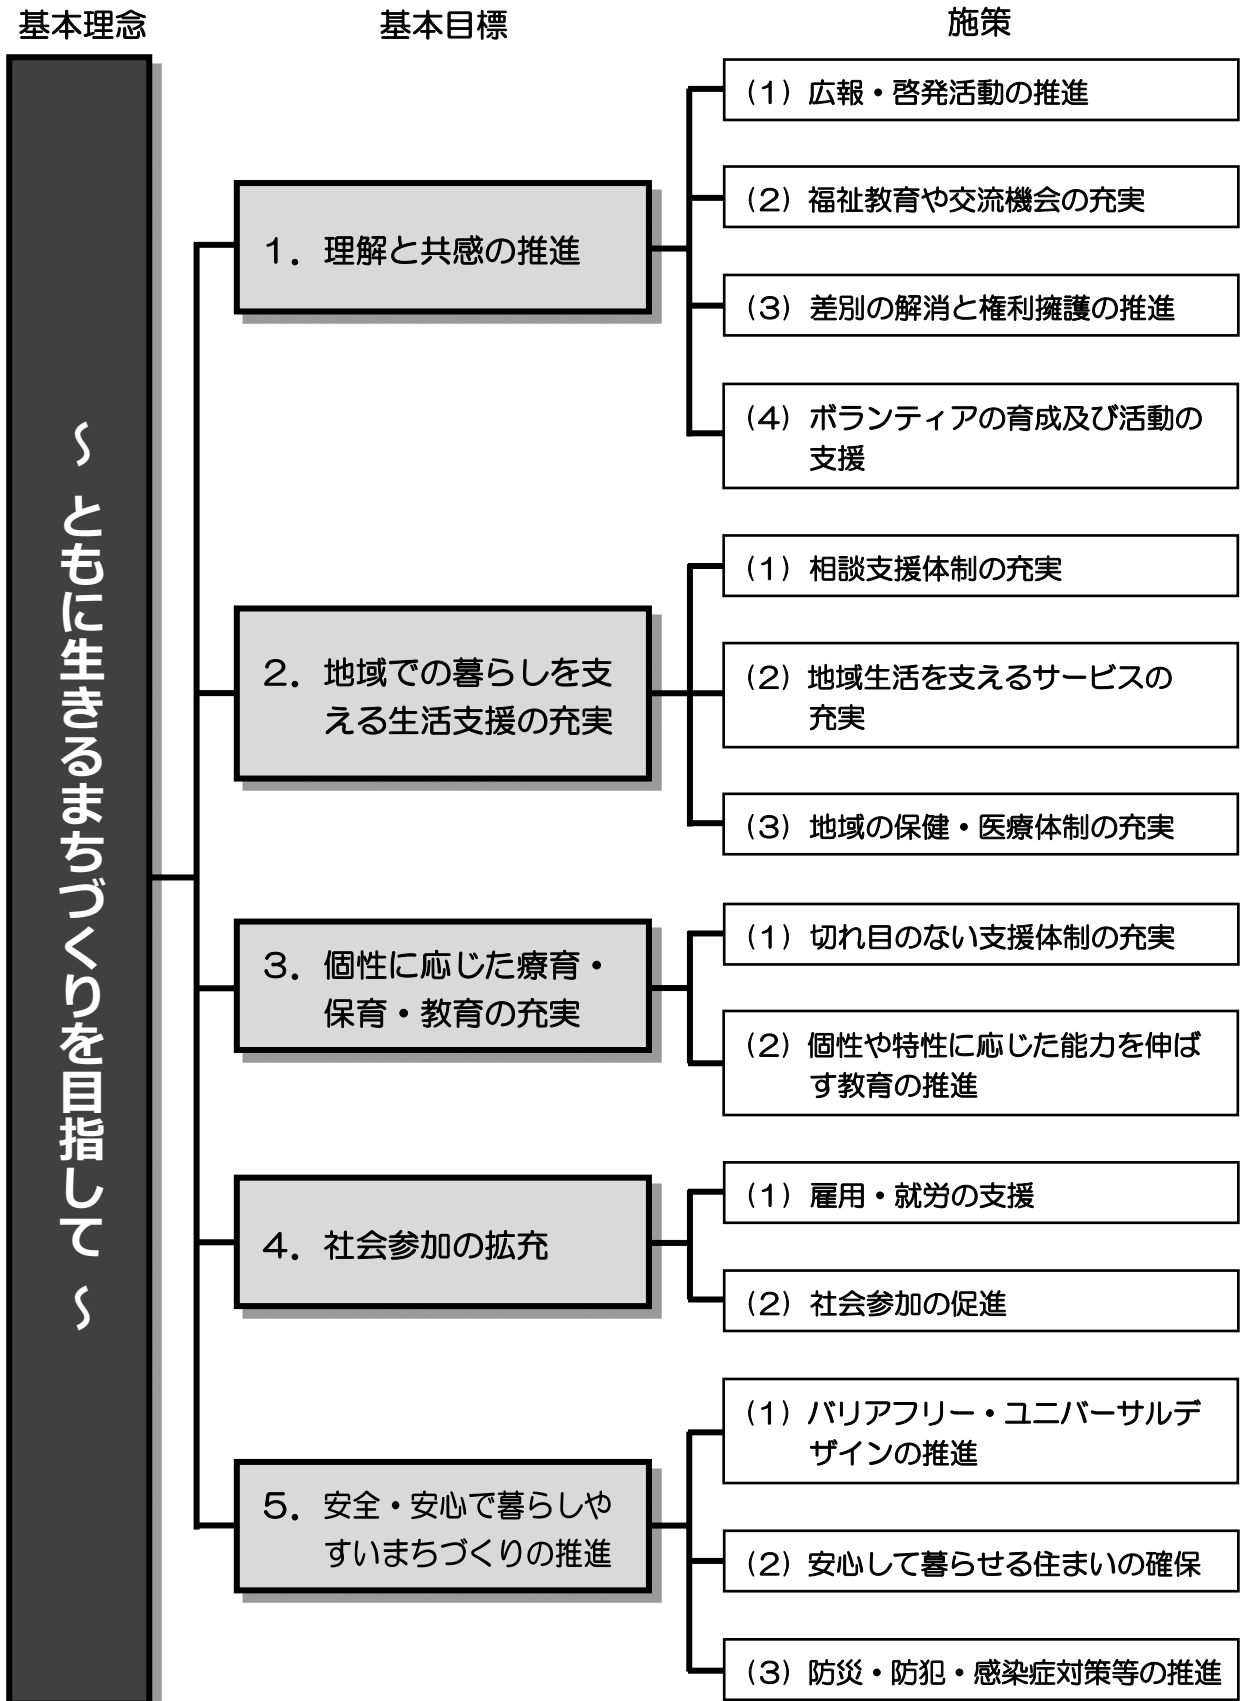 基本理念
基本目標
施策
～ ともに生きるまちづくりを目指して ～
１．理解と共感の推進
（１）広報・啓発活動の推進
（２）福祉教育や交流機会の充実
（３）差別の解消と権利擁護の推進
（４）ボランティアの育成及び活動の
支援
２．地域での暮らしを支
える生活支援の充実
（１）相談支援体制の充実
（２）地域生活を支えるサービスの
充実
（３）地域の保健・医療体制の充実
３．個性に応じた療育・
保育・教育の充実
（１）切れ目のない支援体制の充実
（２）個性や特性に応じた能力を伸ば
す教育の推進
４．社会参加の拡充
（１）雇用・就労の支援
（２）社会参加の促進
５．安全・安心で暮らしや
すいまちづくりの推進
（１）バリアフリー・ユニバーサルデ
ザインの推進
（２）安心して暮らせる住まいの確保
（３）防災・防犯・感染症対策等の推進